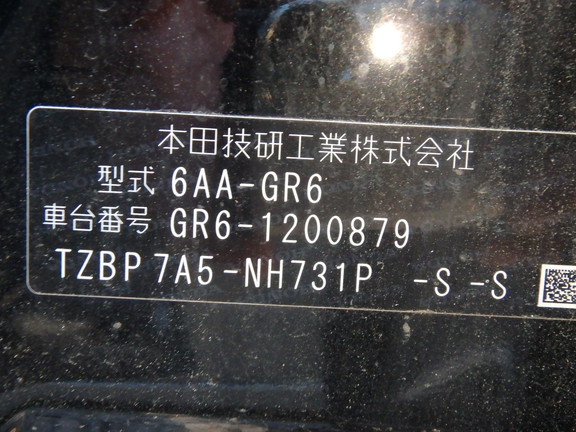 本田技研工業株式会社
型式 6AA-GR6
車台番号 GR6-1200879
TZBP 7A5-NH731P -S -S